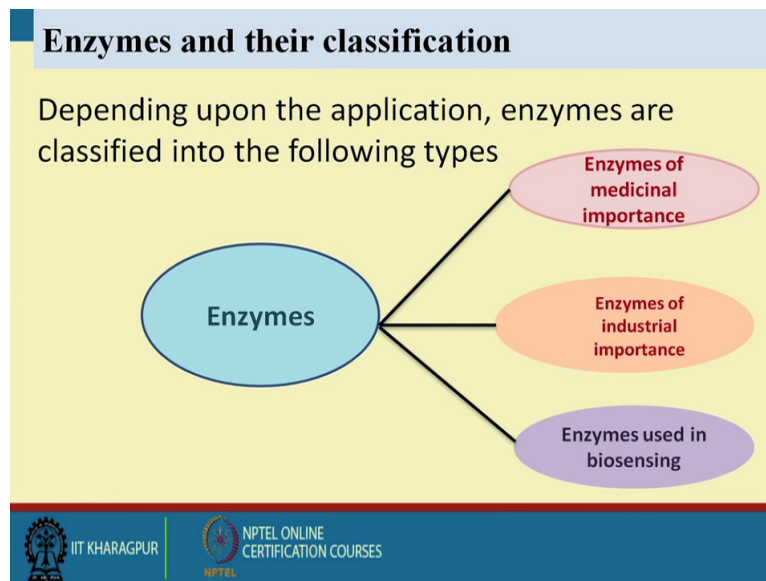 Enzymes and their classification
Depending upon the application, enzymes are
classified into the following types
Enzymes of
medicinal
importance
Enzymes
Enzymes of
industrial
importance
Enzymes used in
biosensing
IIT KHARAGPUR
NPTEL
NPTEL ONLINE
CERTIFICATION COURSES